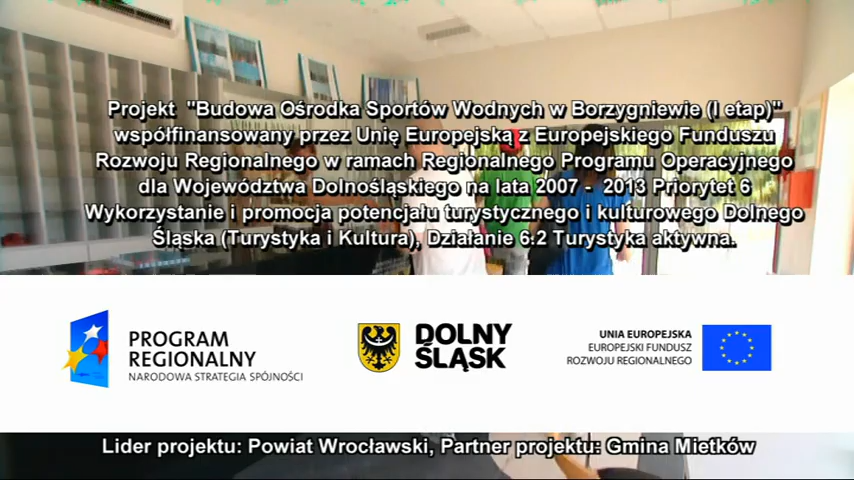 Projekt "Budowa Ośrodka Sportów Wodnych w Borzygniewie (I etap)"
współfinansowany przez Unię Europejską z Europejskiego Funduszu
Rozwoju Regionalnego w ramach Regionalnego Programu Operacyjnego
dla Województwa Dolnośląskiego na lata 2007 - 2013 Priorytet 6
Wykorzystanie i promocja potencjału turystycznego i kulturowego Dolnego
Śląska (Turystyka i Kultura), Działanie 6.2 Turystyka aktywna.
PROGRAM
REGIONALNY
NARODOWA STRATEGIA SPÓJNOŚCI
DOLNY
ŚLĄSK
UNIA EUROPEJSKA
EUROPEJSKI FUNDUSZ
ROZWOJU REGIONALNEGO
Lider projektu: Powiat Wrocławski, Partner projektu: Gmina Mietków